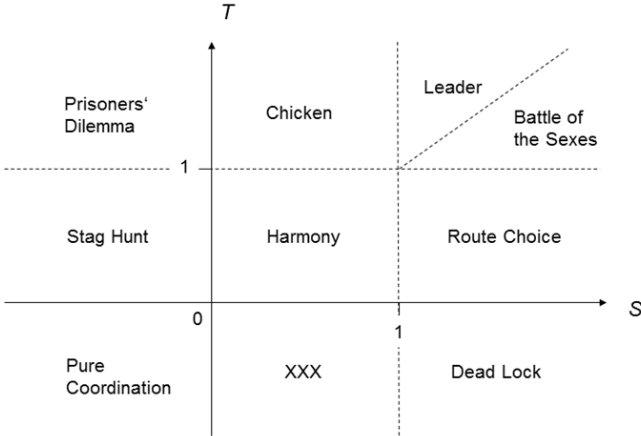 T
Prisoners‘
Dilemma
Chicken
Leader
Battle of
the Sexes
1
Stag Hunt
Harmony
Route Choice
0
1
S
Pure
Coordination
XXX
Dead Lock